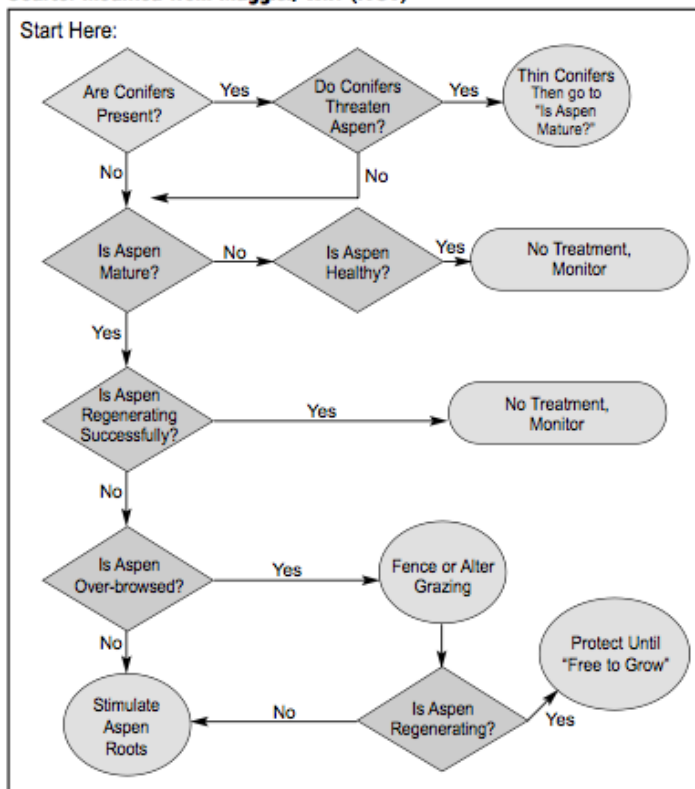 Start Here:
Are Conifers
Present?
Yes
Do Conifers
Threaten
Aspen?
Yes
Thin Conifers
Then go to
"Is Aspen
Mature?"
No
No
Is Aspen
Mature?
No
Is Aspen
Healthy?
Yes
No Treatment,
Monitor
Yes
Is Aspen
Regenerating
Successfully?
Yes
No Treatment,
Monitor
No
Is Aspen
Over-browsed?
Yes
Fence or Alter
Grazing
No
Protect Until
"Free to Grow"
Stimulate
Aspen
Roots
No
Is Aspen
Regenerating?
Yes